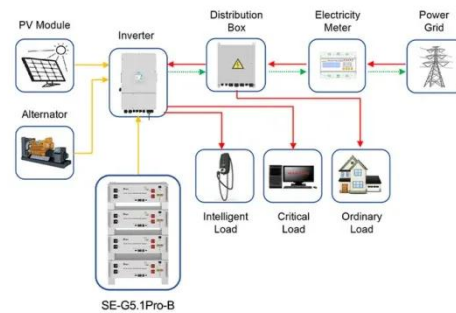 PV Module
Inverter
Distribution
Box
Electricity
Meter
Power
Grid
Alternator
Intelligent
Load
Critical
Load
Ordinary
Load
SE-G5.1Pro-B